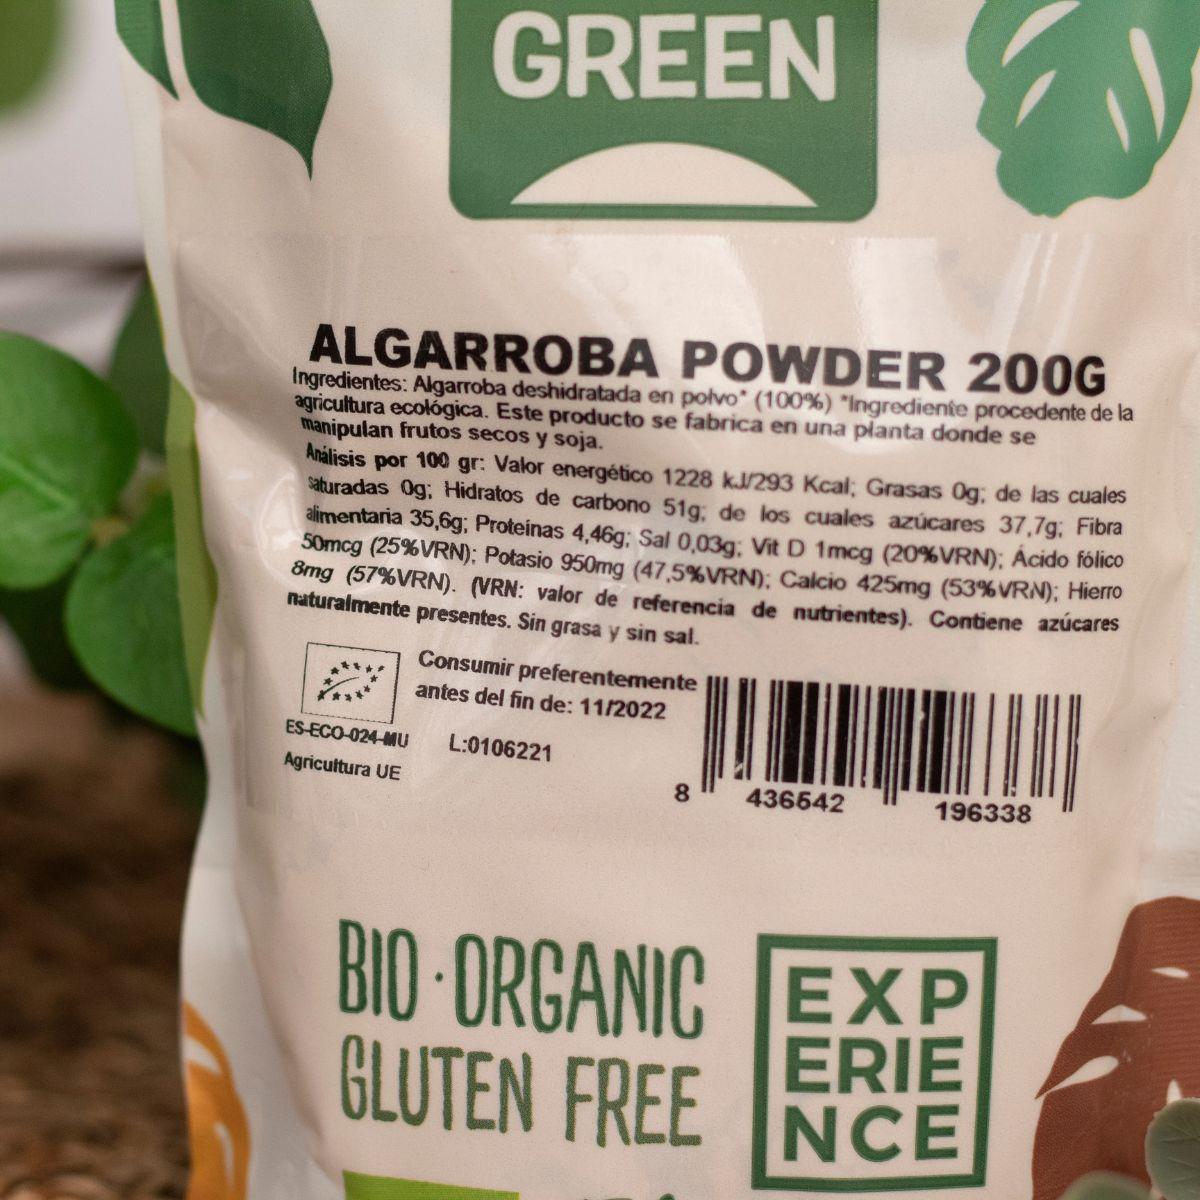 GREEN
ALGARROBA POWDER 200G
Ingredientes: Algarroba deshidratada en polvo* (100%) *Ingrediente procedente de la
agricultura ecológica. Este producto se fabrica en una planta donde se
manipulan frutos secos y soja.
Análisis por 100 gr: Valor energético 1228 kJ/293 Kcal; Grasas 0g; de las cuales
saturadas 0g; Hidratos de carbono 51g; de los cuales azúcares 37,7g; Fibra
alimentaria 35,6g; Proteínas 4,46g; Sal 0,03g; Vit D 1mcg (20%VRN); Ácido fólico
50mcg (25%VRN); Potasio 950mg (47,5%VRN); Calcio 425mg (53%VRN); Hierro
8mg (57%VRN). (VRN: valor de referencia de nutrientes). Contiene azúcares
naturalmente presentes. Sin grasa y sin sal.
Consumir preferentemente
antes del fin de: 11/2022
ES-ECO-024-MU
L:0106221
Agricultura UE
8 436542 196338
BIO·ORGANIC
GLUTEN FREE
EXP
ERIE
NCE